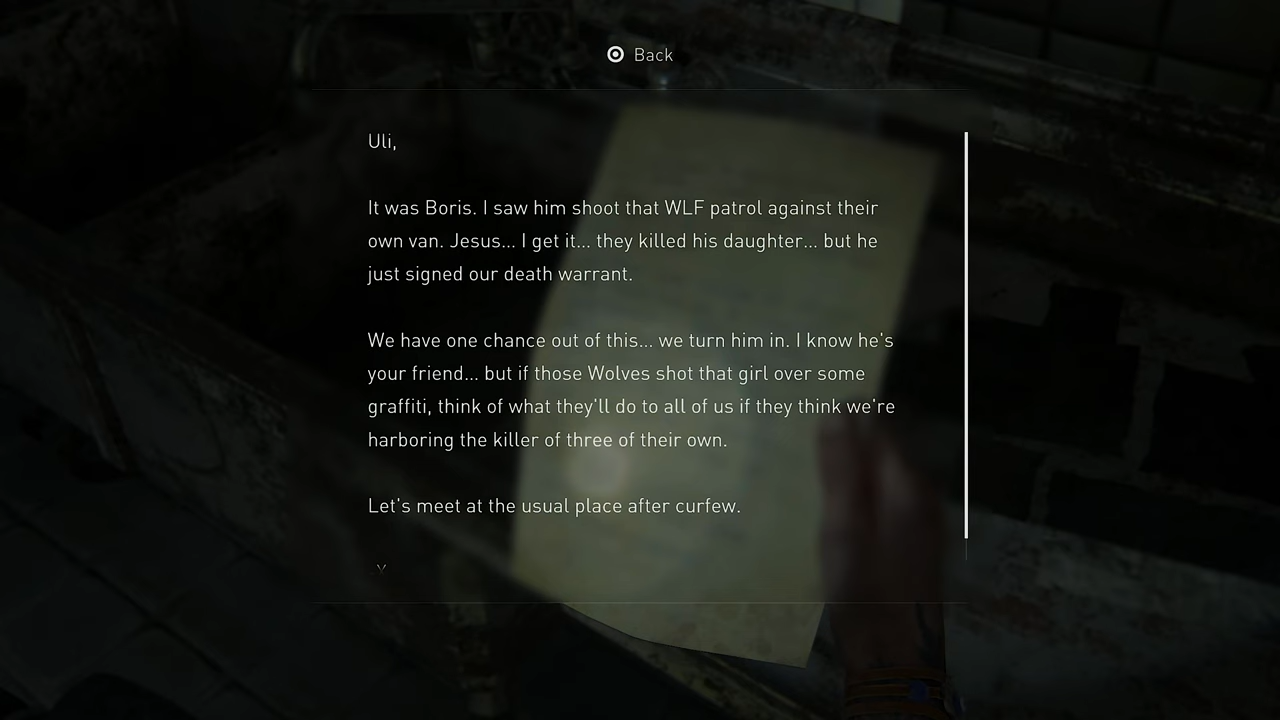 Back
Uli,
It was Boris. I saw him shoot that WLF patrol against their
own van. Jesus... I get it... they killed his daughter... but he
just signed our death warrant.
We have one chance out of this... we turn him in. I know he's
your friend... but if those Wolves shot that girl over some
graffiti, think of what they'll do to all of us if they think we're
harboring the killer of three of their own.
Let's meet at the usual place after curfew.